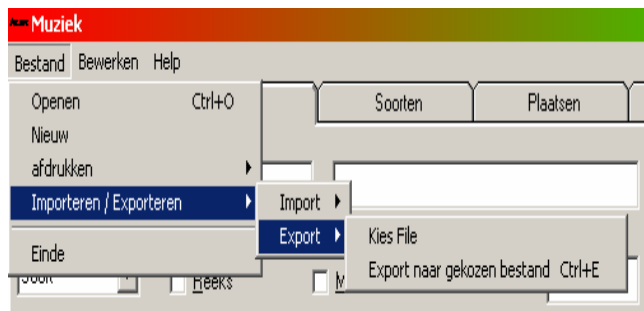 Muziek
Bestand Bewerken Help
Openen Ctrl+O
Soorten
Plaatsen
Nieuw
afdrukken
Importeren / Exporteren
Import
Export
Kies File
Export naar gekozen bestand Ctrl+E
Einde
Reeks